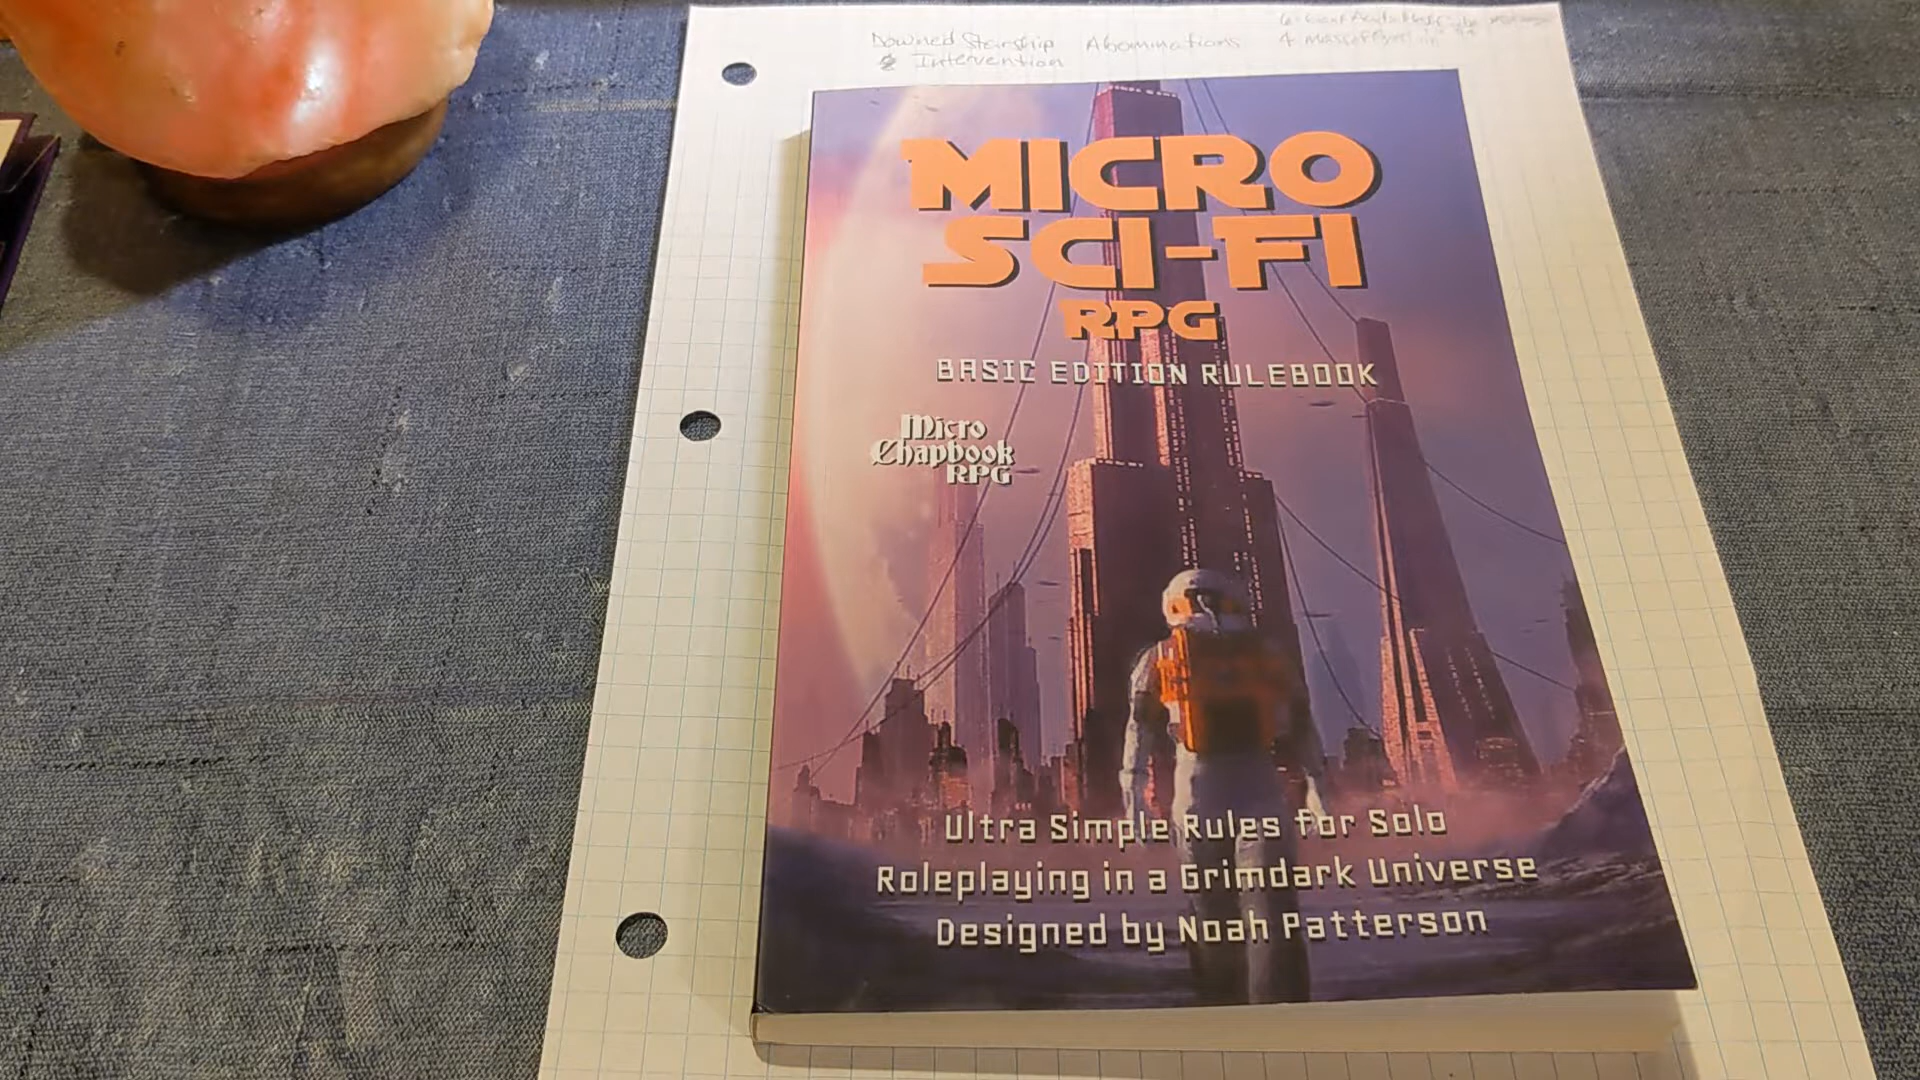 Downed Starship Abominations
& Intervention
MICRO
SCI-FI
RPG
BASIC EDITION RULEBOOK
Micro
Chapbook
RPG
Ultra Simple Rules for Solo
Roleplaying in a Grimdark Universe
Designed by Noah Patterson